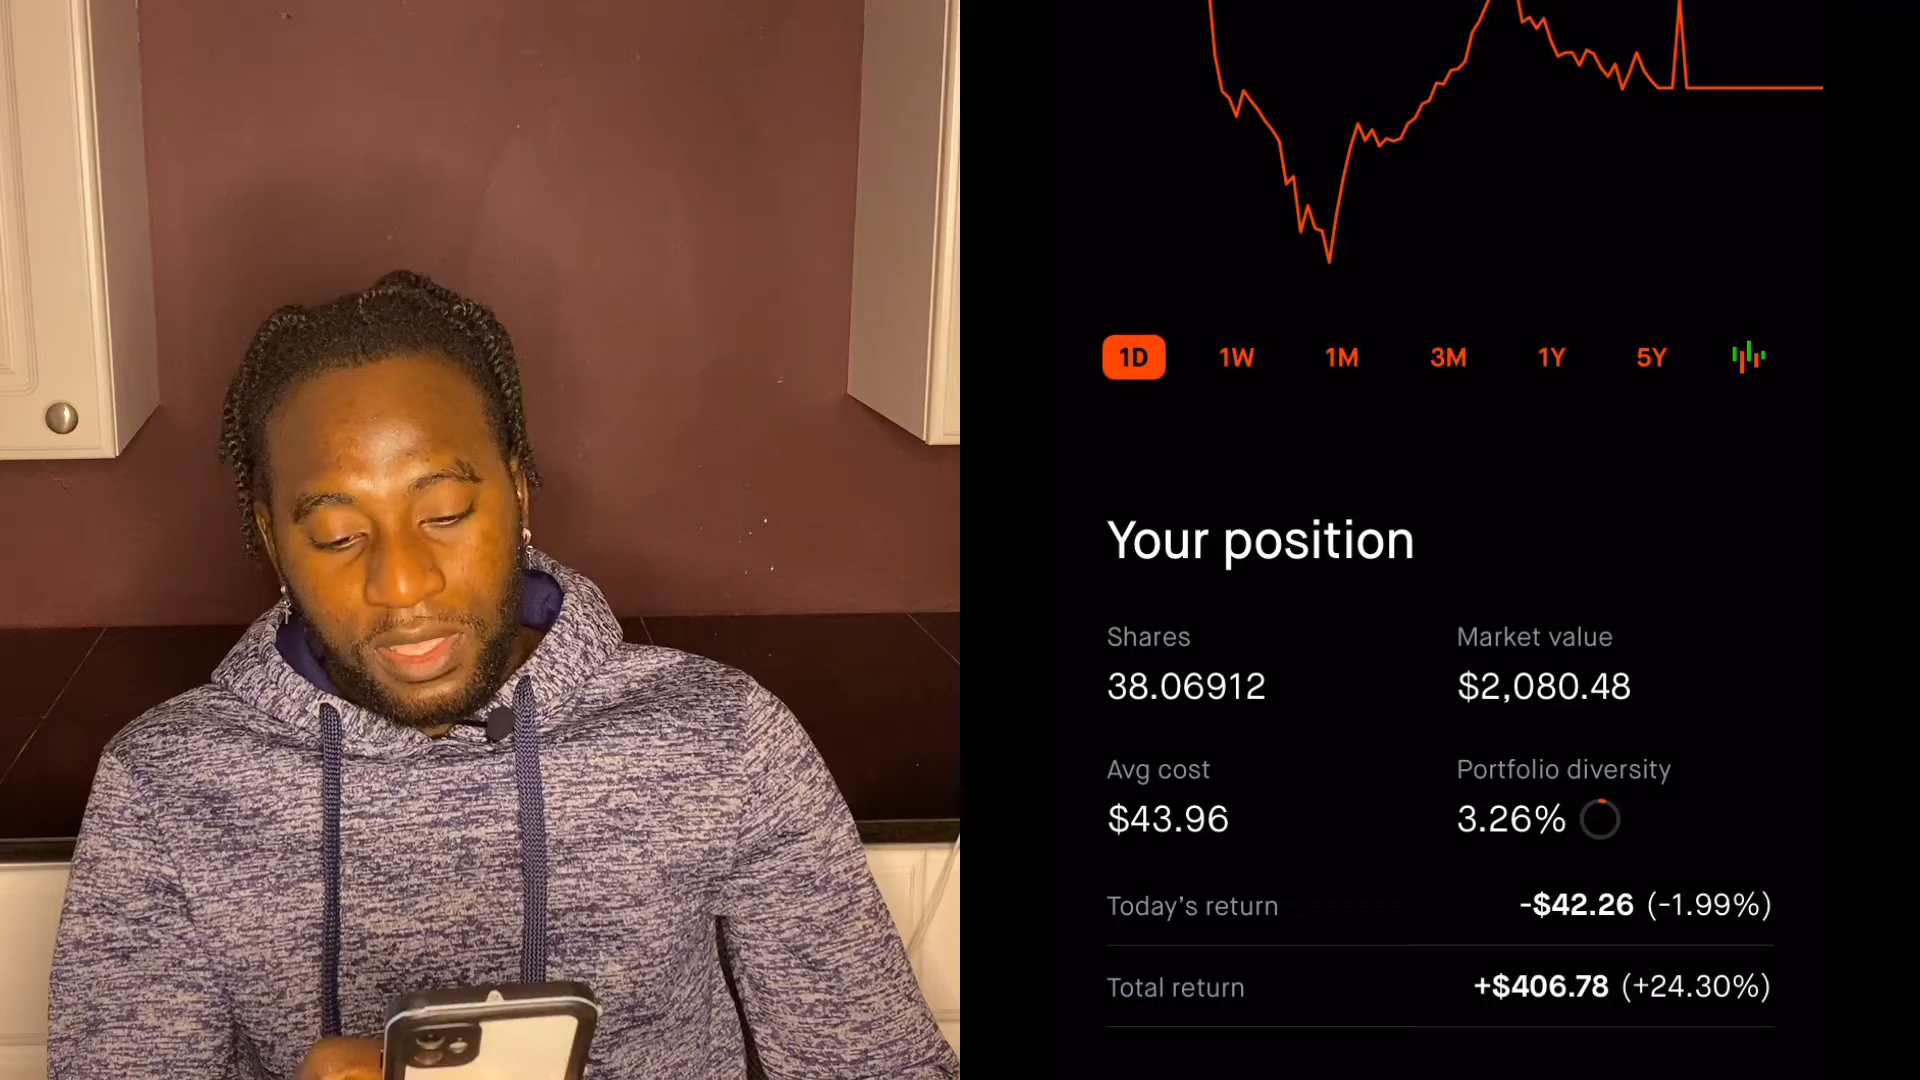 1D 1W 1M 3M 1Y 5Y
Your position
Shares Market value
38.06912 $2,080.48
Avg cost Portfolio diversity
$43.96 3.26%
Today's return -$42.26 (-1.99%)
Total return +$406.78 (+24.30%)